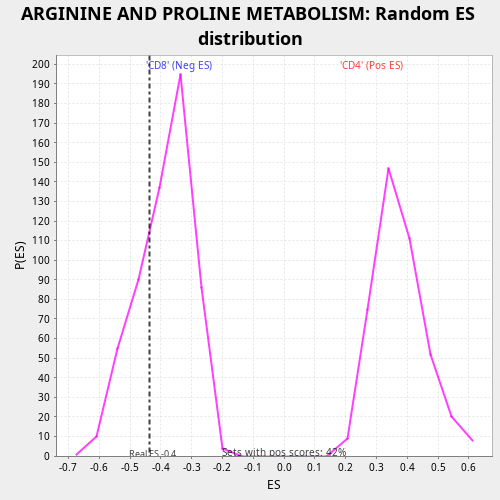 ARGININE AND PROLINE METABOLISM: Random ES
distribution
'CD8' (Neg ES)
'CD4' (Pos ES)
P(ES)
200
190
180
170
160
150
140
130
120
110
100
90
80
70
60
50
40
30
20
10
0
Real ES -0.4
Sets with pos scores: 42%
-0.7 -0.6 -0.5 -0.4 -0.3 -0.2 -0.1 0.0 0.1 0.2 0.3 0.4 0.5 0.6
ES